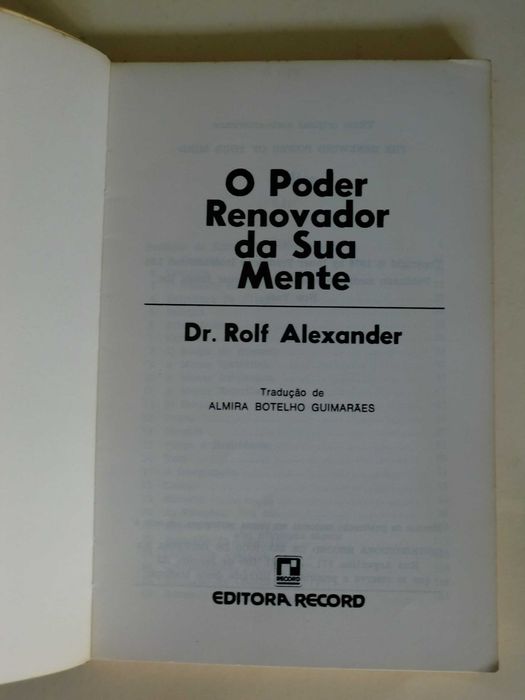 O Poder
Renovador
da Sua
Mente
Dr. Rolf Alexander
Tradução de
ALMIRA BOTELHO GUIMARÃES
RECORD
EDITORA RECORD